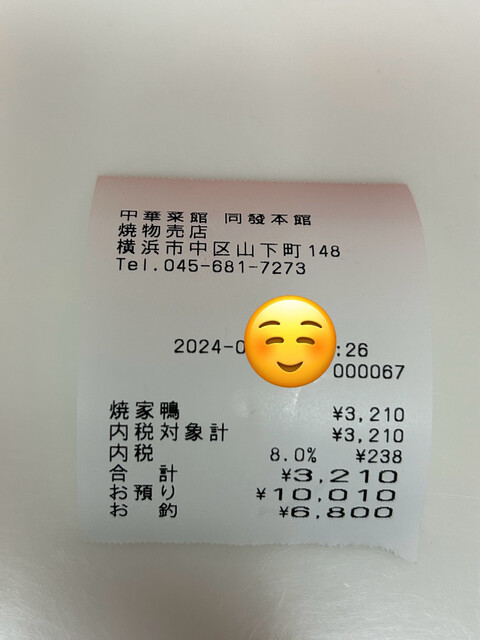 中華菜館 同發本館
焼物売店
横浜市中区山下町148
Tel.045-681-7273
2024-0 :26
000067
焼家鴨 ¥3,210
内税対象計 ¥3,210
内税 8.0% ¥238
合 計 ¥3,210
お預り ¥10,010
お 釣 ¥6,800